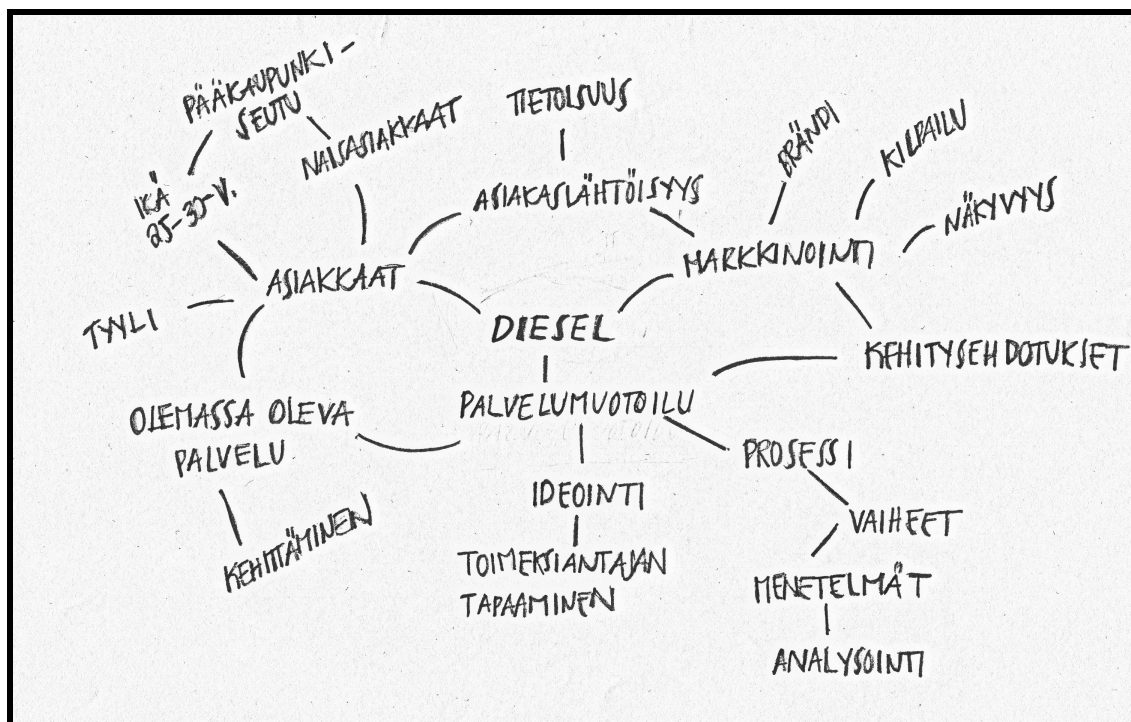 PÄÄKAUPUNKI-
SEUTU
NAISASIAKKAAT
TIETOISUUS
BRÄNDI
KILPAILU
IKÄ
25-30-V.
ASIAKASLÄHTÖISYYS
NÄKYVYYS
ASIAKKAAT
MARKKINOINTI
TYYLI
DIESEL
KEHITYSEHDOTUKSET
OLEMASSA OLEVA
PALVELU
PALVELUMUOTOILU
PROSESSI
IDEOINTI
VAIHEET
KEHITTÄMINEN
TOIMEKSIANTAJAN
TAPAAMINEN
MENETELMÄT
ANALYSOINTI